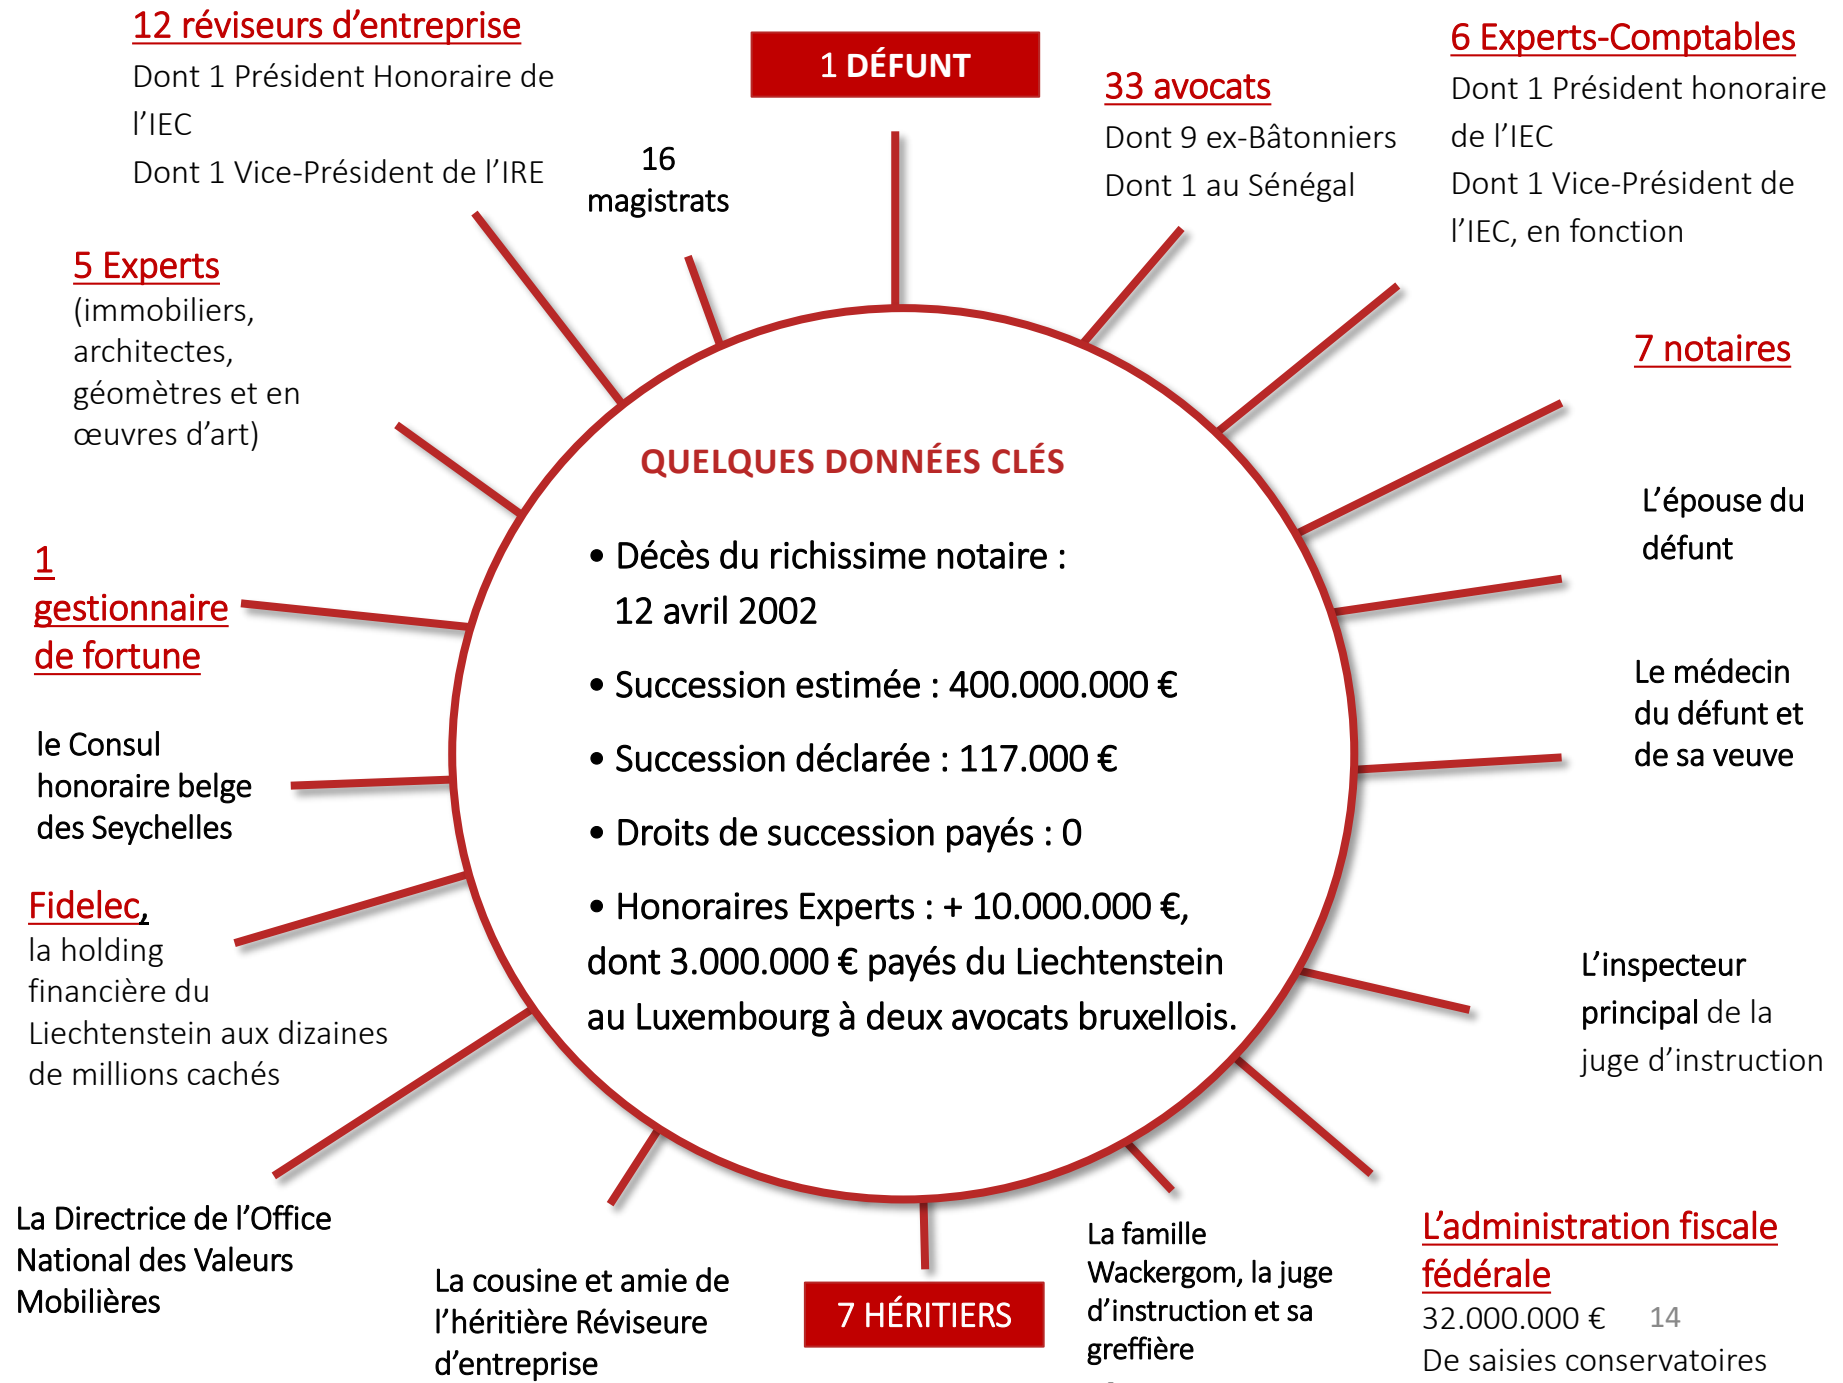 12 réviseurs d’entreprise
Dont 1 Président Honoraire de
l’IEC
Dont 1 Vice-Président de l’IRE
16
magistrats
1 DÉFUNT
33 avocats
Dont 9 ex-Bâtonniers
Dont 1 au Sénégal
6 Experts-Comptables
Dont 1 Président honoraire
de l’IEC
Dont 1 Vice-Président de
l’IEC, en fonction
5 Experts
(immobiliers,
architectes,
géomètres et en
œuvres d’art)
7 notaires
1
gestionnaire
de fortune
L’épouse du
défunt
le Consul
honoraire belge
des Seychelles
Le médecin
du défunt et
de sa veuve
QUELQUES DONNÉES CLÉS
• Décès du richissime notaire :
12 avril 2002
• Succession estimée : 400.000.000 €
• Succession déclarée : 117.000 €
• Droits de succession payés : 0
• Honoraires Experts : + 10.000.000 €,
dont 3.000.000 € payés du Liechtenstein
au Luxembourg à deux avocats bruxellois.
Fidelec,
la holding
financière du
Liechtenstein aux dizaines
de millions cachés
L’inspecteur
principal de la
juge d’instruction
La Directrice de l’Office
National des Valeurs
Mobilières
La cousine et amie de
l’héritière Réviseure
d’entreprise
7 HÉRITIERS
La famille
Wackergom, la juge
d’instruction et sa
greffière
L’administration fiscale
fédérale
32.000.000 €
14
De saisies conservatoires